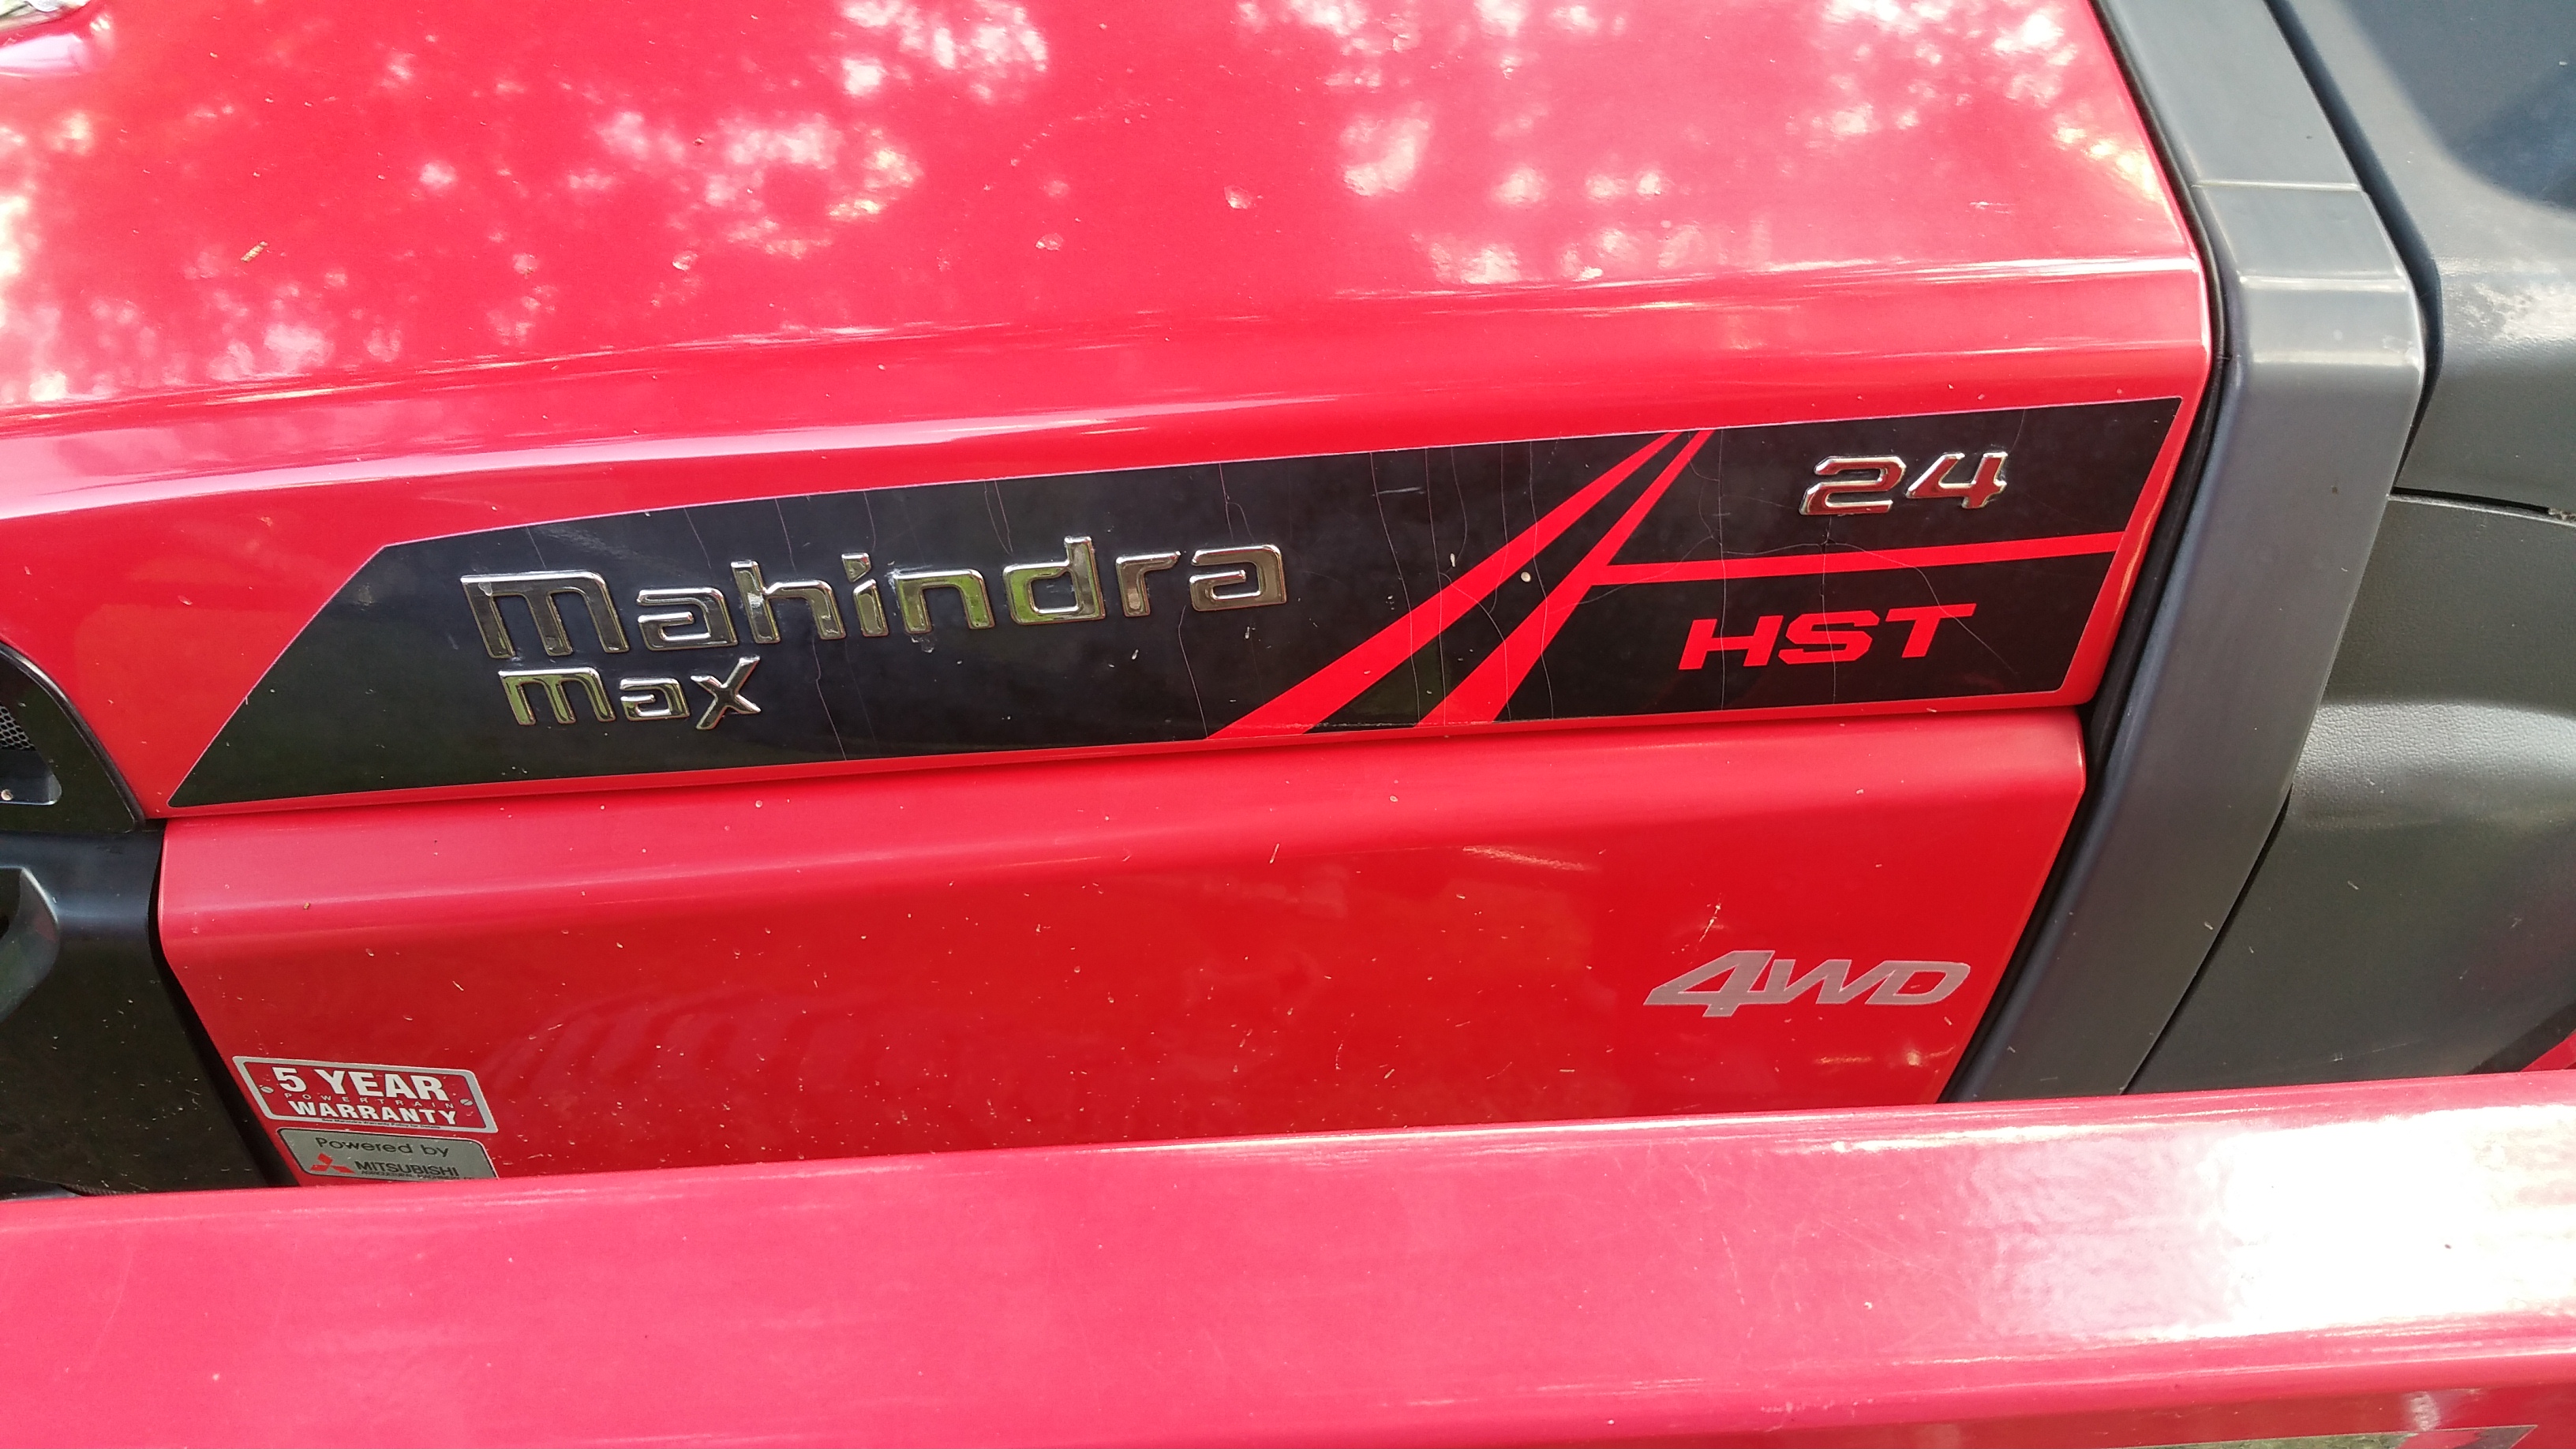 mahindra
max
24
HST
4WD
5 YEAR
POWERTRAIN
WARRANTY
Powered by
MITSUBISHI